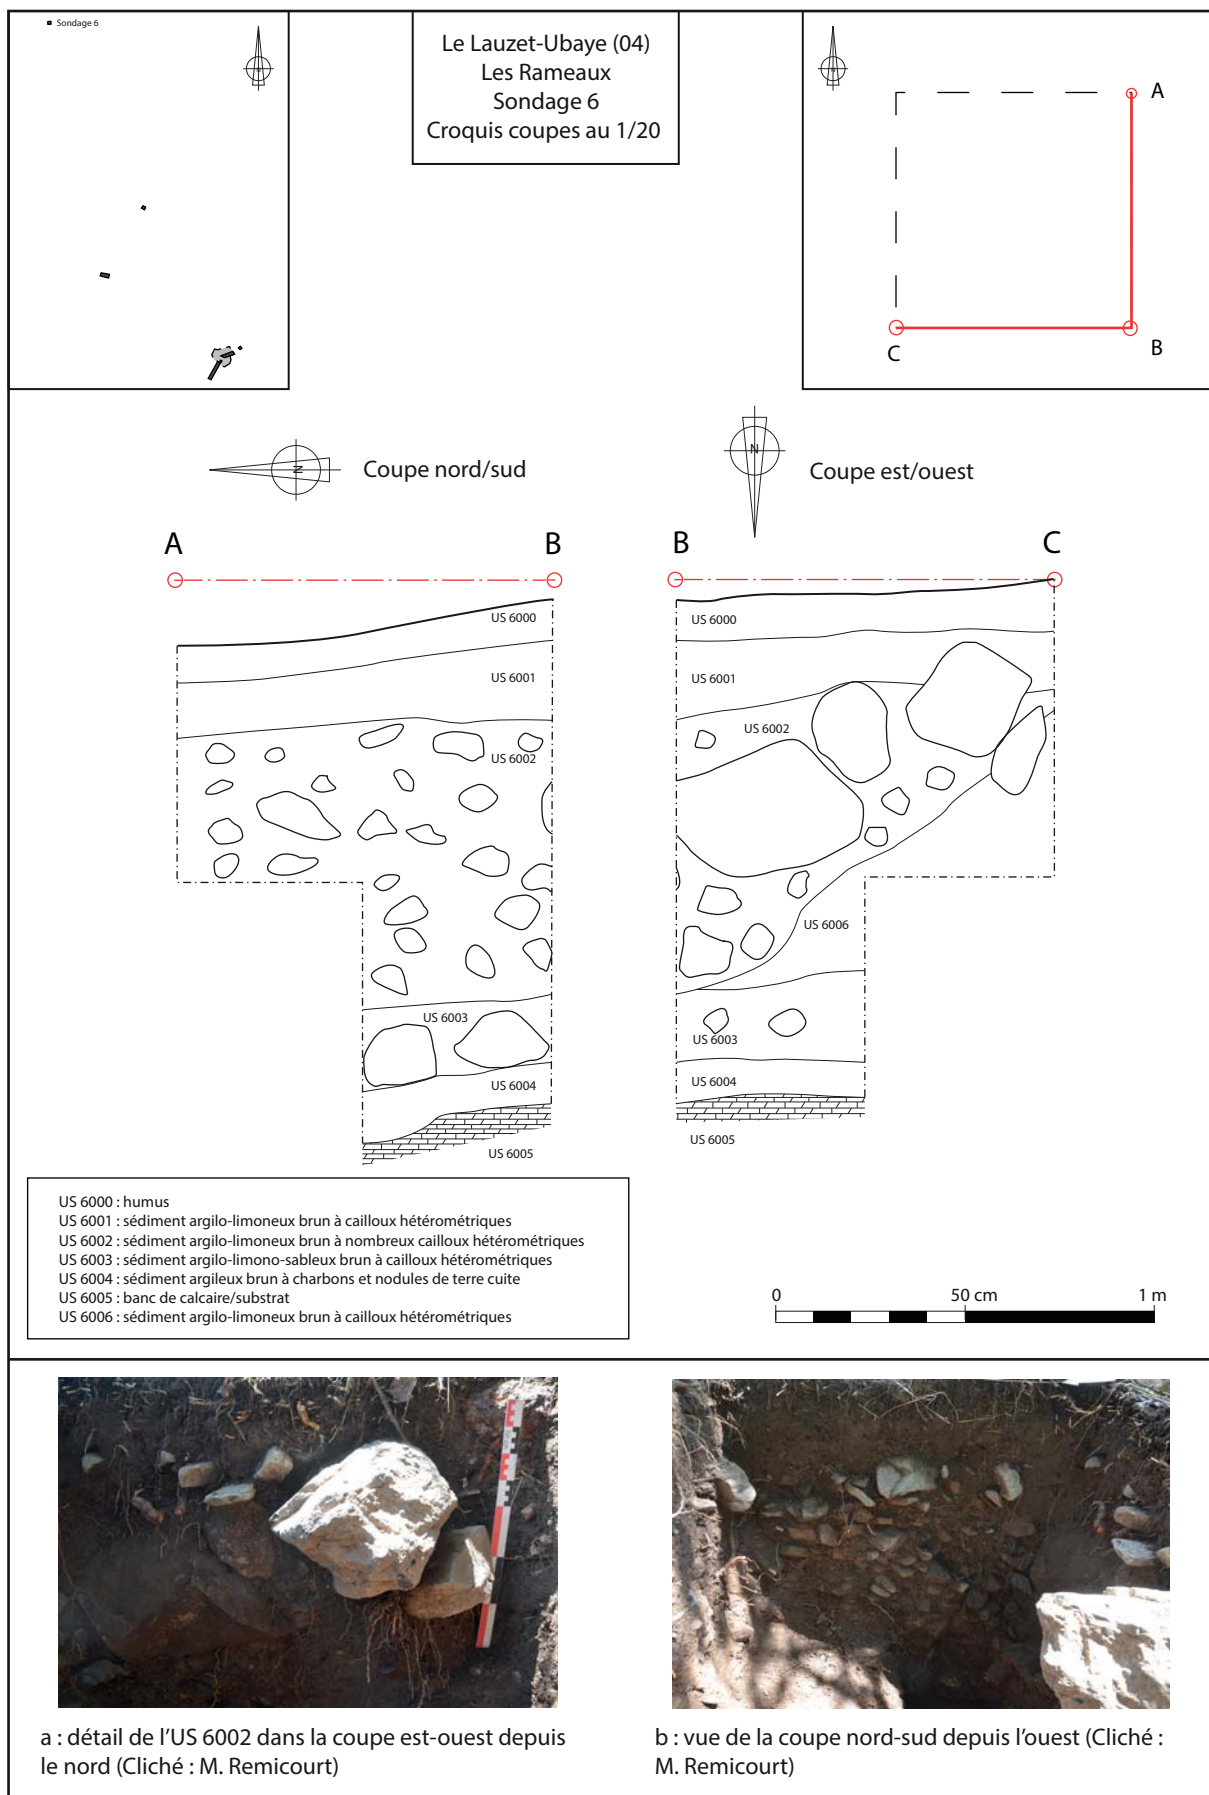 Sondage 6
N
Le Lauzet-Ubaye (04)
Les Rameaux
Sondage 6
Croquis coupes au 1/20
N
A
B
C
N
Coupe nord/sud
N
Coupe est/ouest
A
B
US 6000
US 6001
US 6002
US 6003
US 6004
US 6005
B
C
US 6000
US 6001
US 6002
US 6006
US 6003
US 6004
US 6005
US 6000 : humus
US 6001 : sédiment argilo-limoneux brun à cailloux hétérométriques
US 6002 : sédiment argilo-limoneux brun à nombreux cailloux hétérométriques
US 6003 : sédiment argilo-limono-sableux brun à cailloux hétérométriques
US 6004 : sédiment argileux brun à charbons et nodules de terre cuite
US 6005 : banc de calcaire/substrat
US 6006 : sédiment argilo-limoneux brun à cailloux hétérométriques
0 50 cm 1 m
a : détail de l’US 6002 dans la coupe est-ouest depuis
le nord (Cliché : M. Remicourt)
b : vue de la coupe nord-sud depuis l’ouest (Cliché :
M. Remicourt)